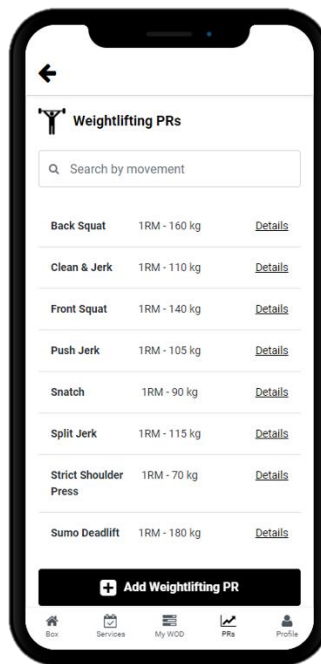 Weightlifting PRs
Search by movement
Back Squat 1RM - 160 kg Details
Clean & Jerk 1RM - 110 kg Details
Front Squat 1RM - 140 kg Details
Push Jerk 1RM - 105 kg Details
Snatch 1RM - 90 kg Details
Split Jerk 1RM - 115 kg Details
Strict Shoulder 1RM - 70 kg Details
Press
Sumo Deadlift 1RM - 180 kg Details
Add Weightlifting PR
Box Services My WOD PRs Profile